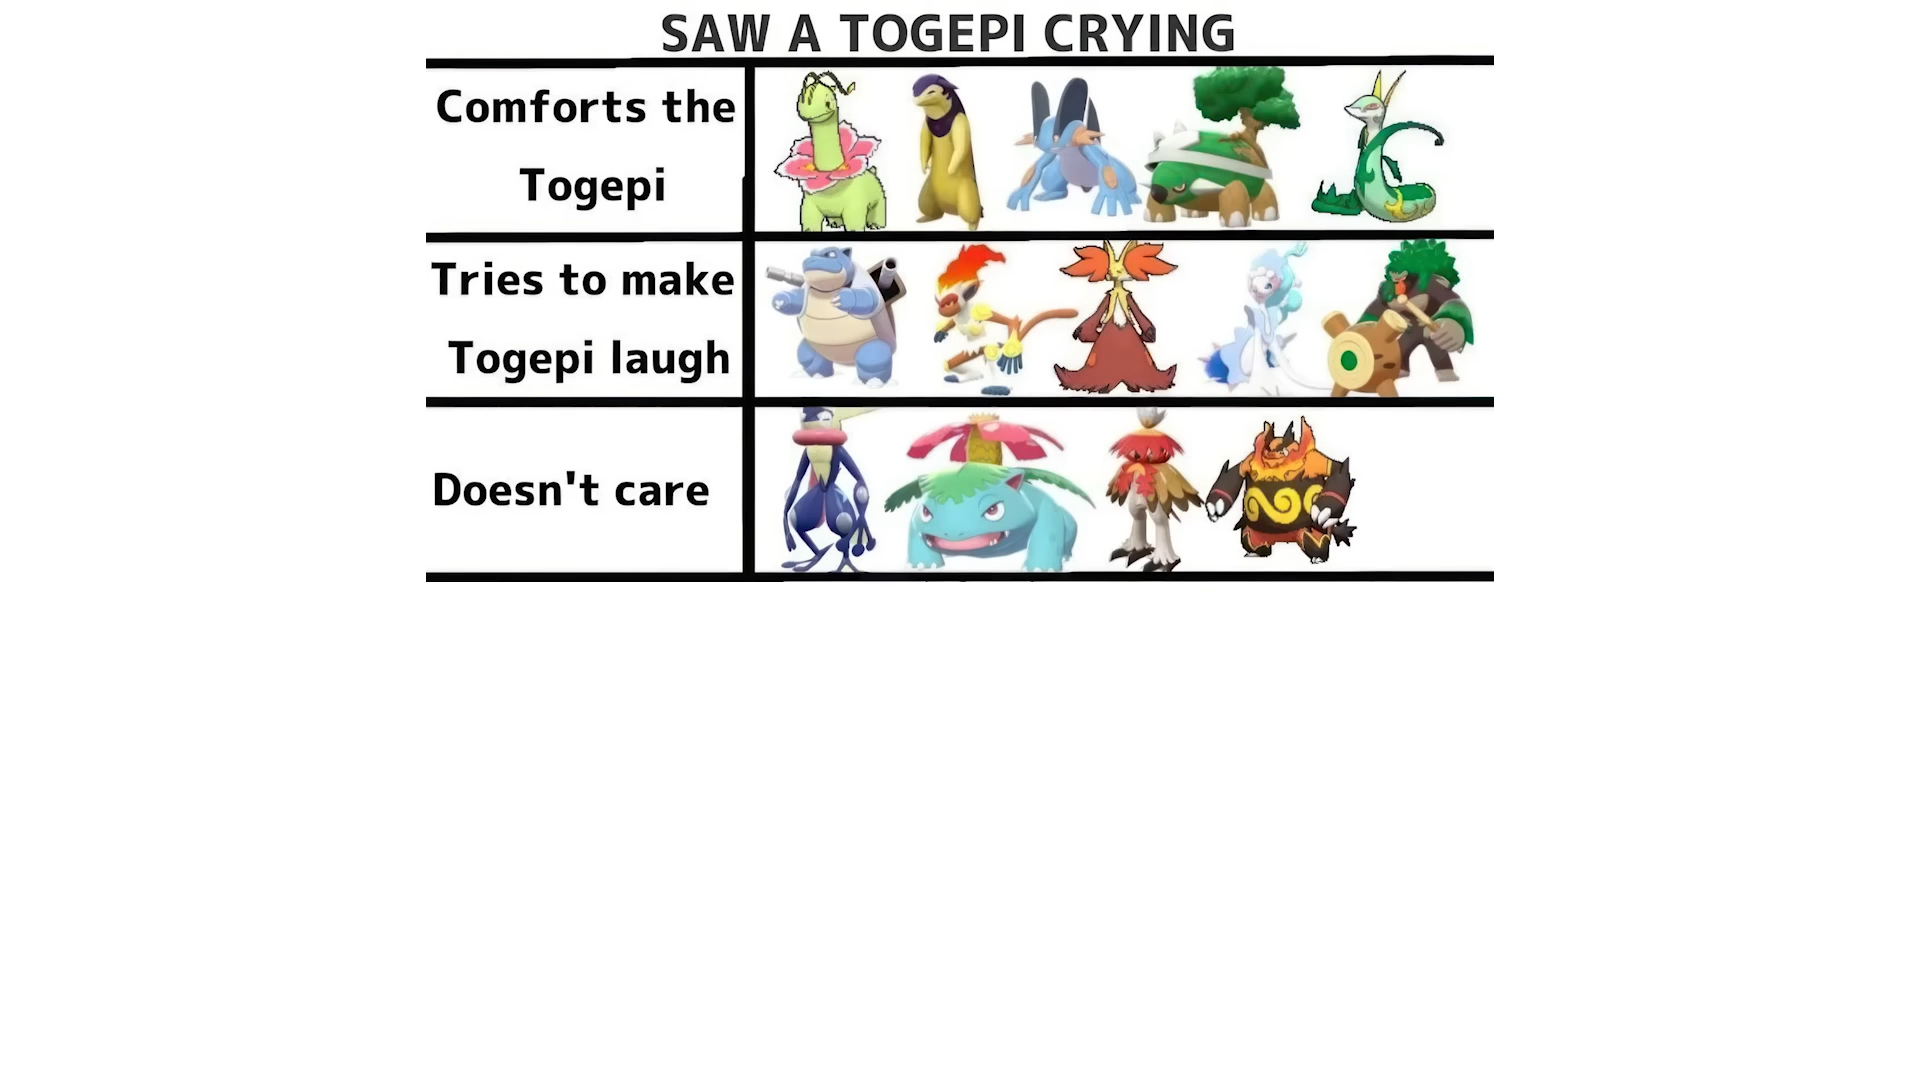 SAW A TOGEPI CRYING
Comforts the
Togepi
Tries to make
Togepi laugh
Doesn't care